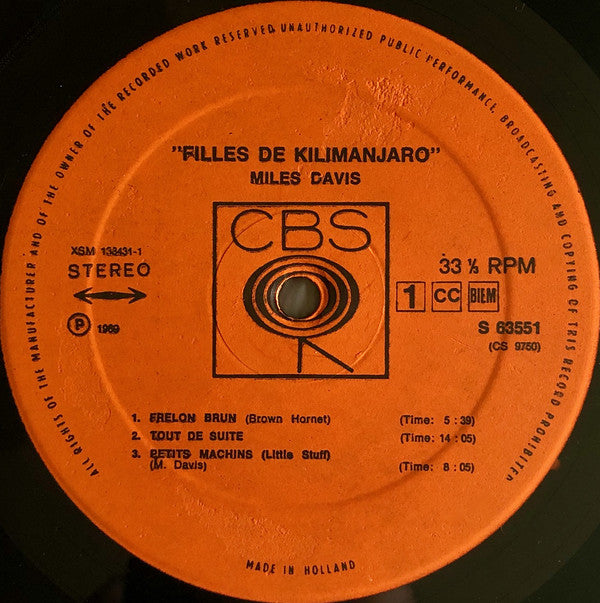 ALL RIGHTS OF THE MANUFACTURER AND OF THE OWNER OF THE RECORDED WORK RESERVED. UNAUTHORIZED PUBLIC PERFORMANCE, BROADCASTING AND COPYING OF THIS RECORD PROHIBITED
"FILLES DE KILIMANJARO"
MILES DAVIS
CBS
XSM 138431-1
STEREO
33 ⅓ RPM
1 CC BIEM
Ⓟ 1969
S 63551
(CS 9750)
1. FRELON BRUN (Brown Hornet) (Time: 5 : 39)
2. TOUT DE SUITE (Time: 14 : 05)
3. PETITS MACHINS (Little Stuff) (Time: 8 : 05)
(M. Davis)
MADE IN HOLLAND